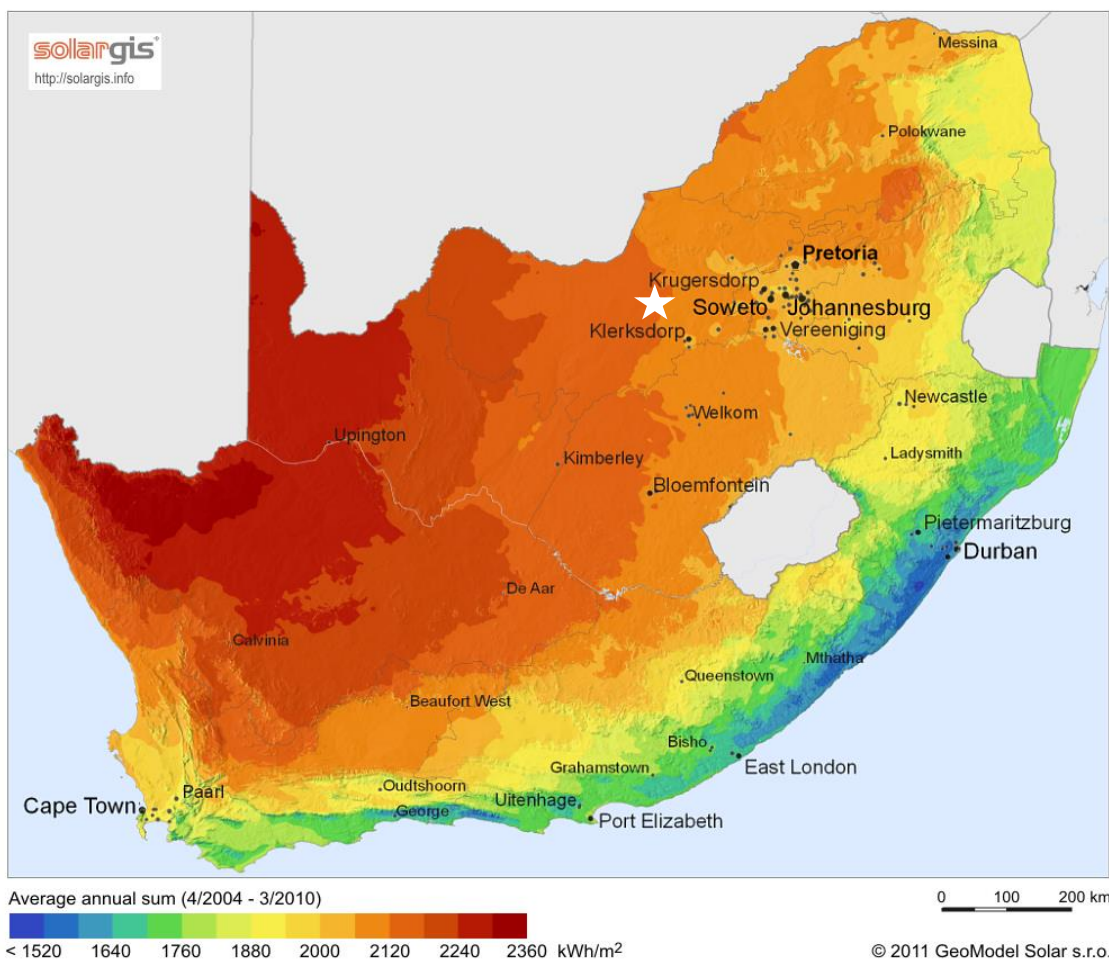 solargis
http://solargis.info
Messina
Polokwane
Pretoria
Krugersdorp
Soweto
Johannesburg
Klerksdorp
Vereeniging
Newcastle
Welkom
Upington
Ladysmith
Kimberley
Bloemfontein
Pietermaritzburg
Durban
De Aar
Calvinia
Mthatha
Queenstown
Beaufort West
Bisho
Grahamstown
East London
Oudtshoorn
Paarl
Uitenhage
Cape Town
George
Port Elizabeth
Average annual sum (4/2004 - 3/2010)
0 100 200 km
< 1520 1640 1760 1880 2000 2120 2240 2360 kWh/m2
© 2011 GeoModel Solar s.r.o.